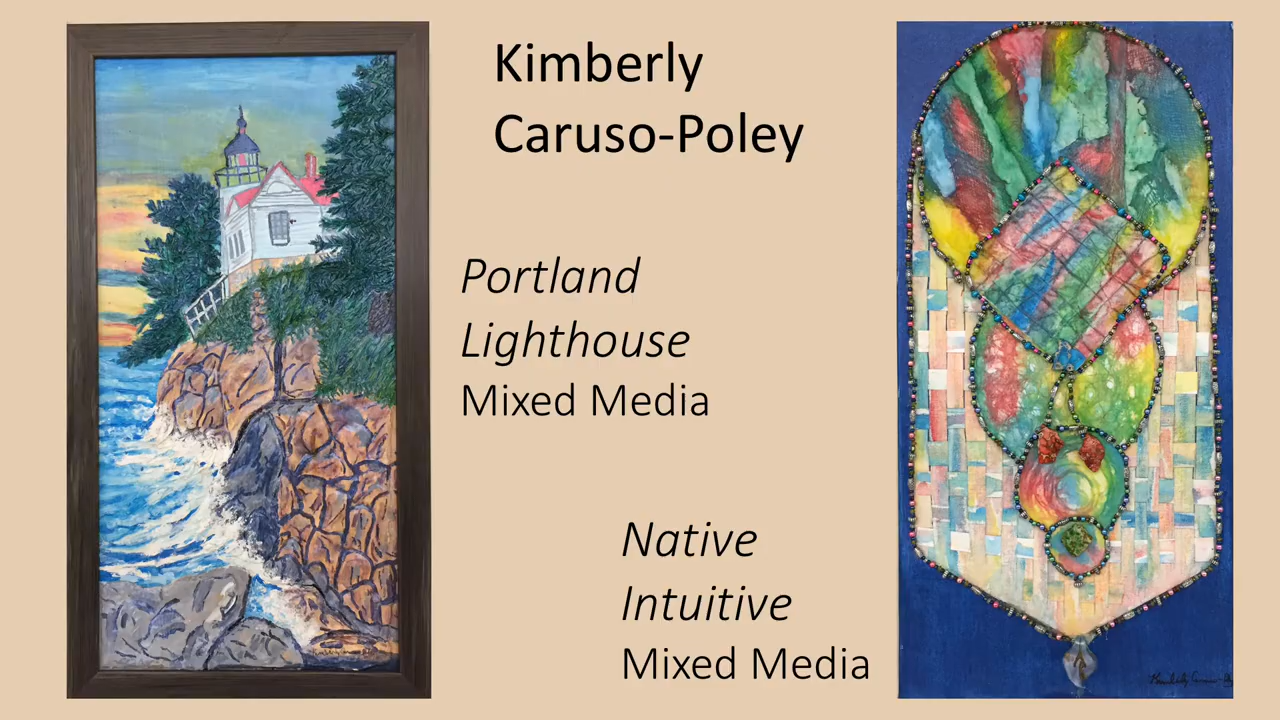 Kimberly
Caruso-Poley
Portland
Lighthouse
Mixed Media
Native
Intuitive
Mixed Media